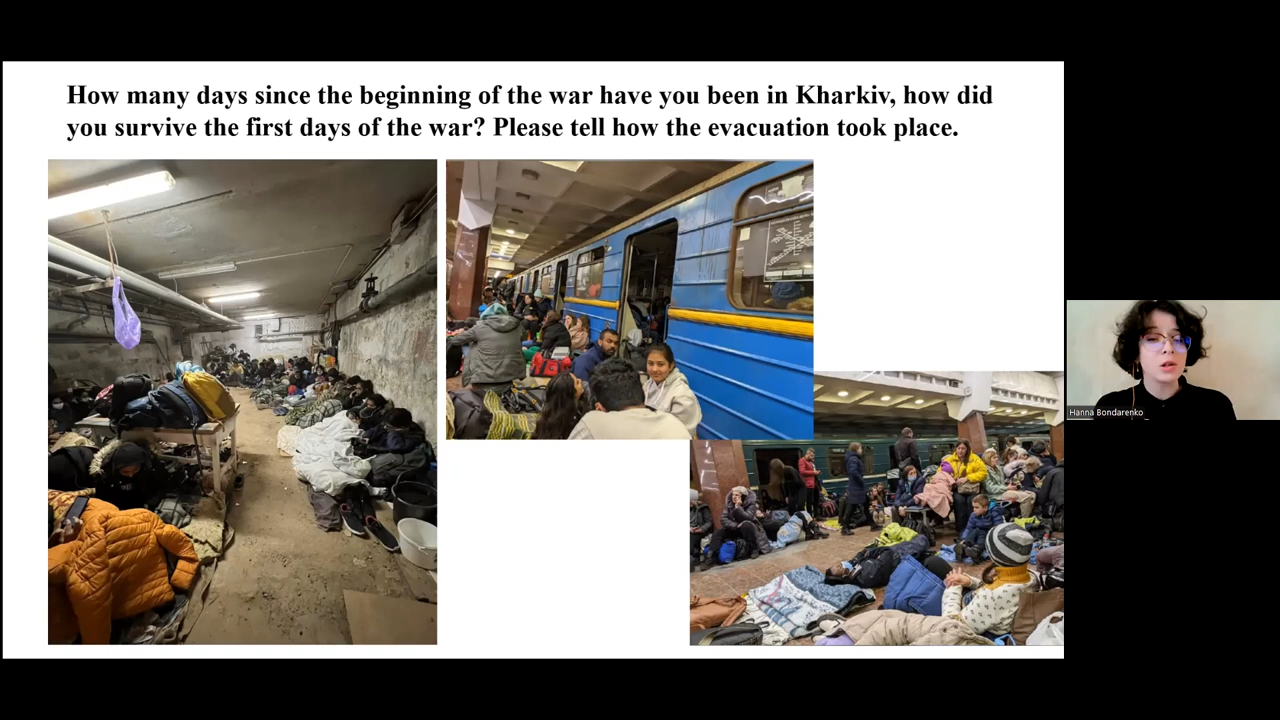 How many days since the beginning of the war have you been in Kharkiv, how did
you survive the first days of the war? Please tell how the evacuation took place.
Hanna Bondarenko